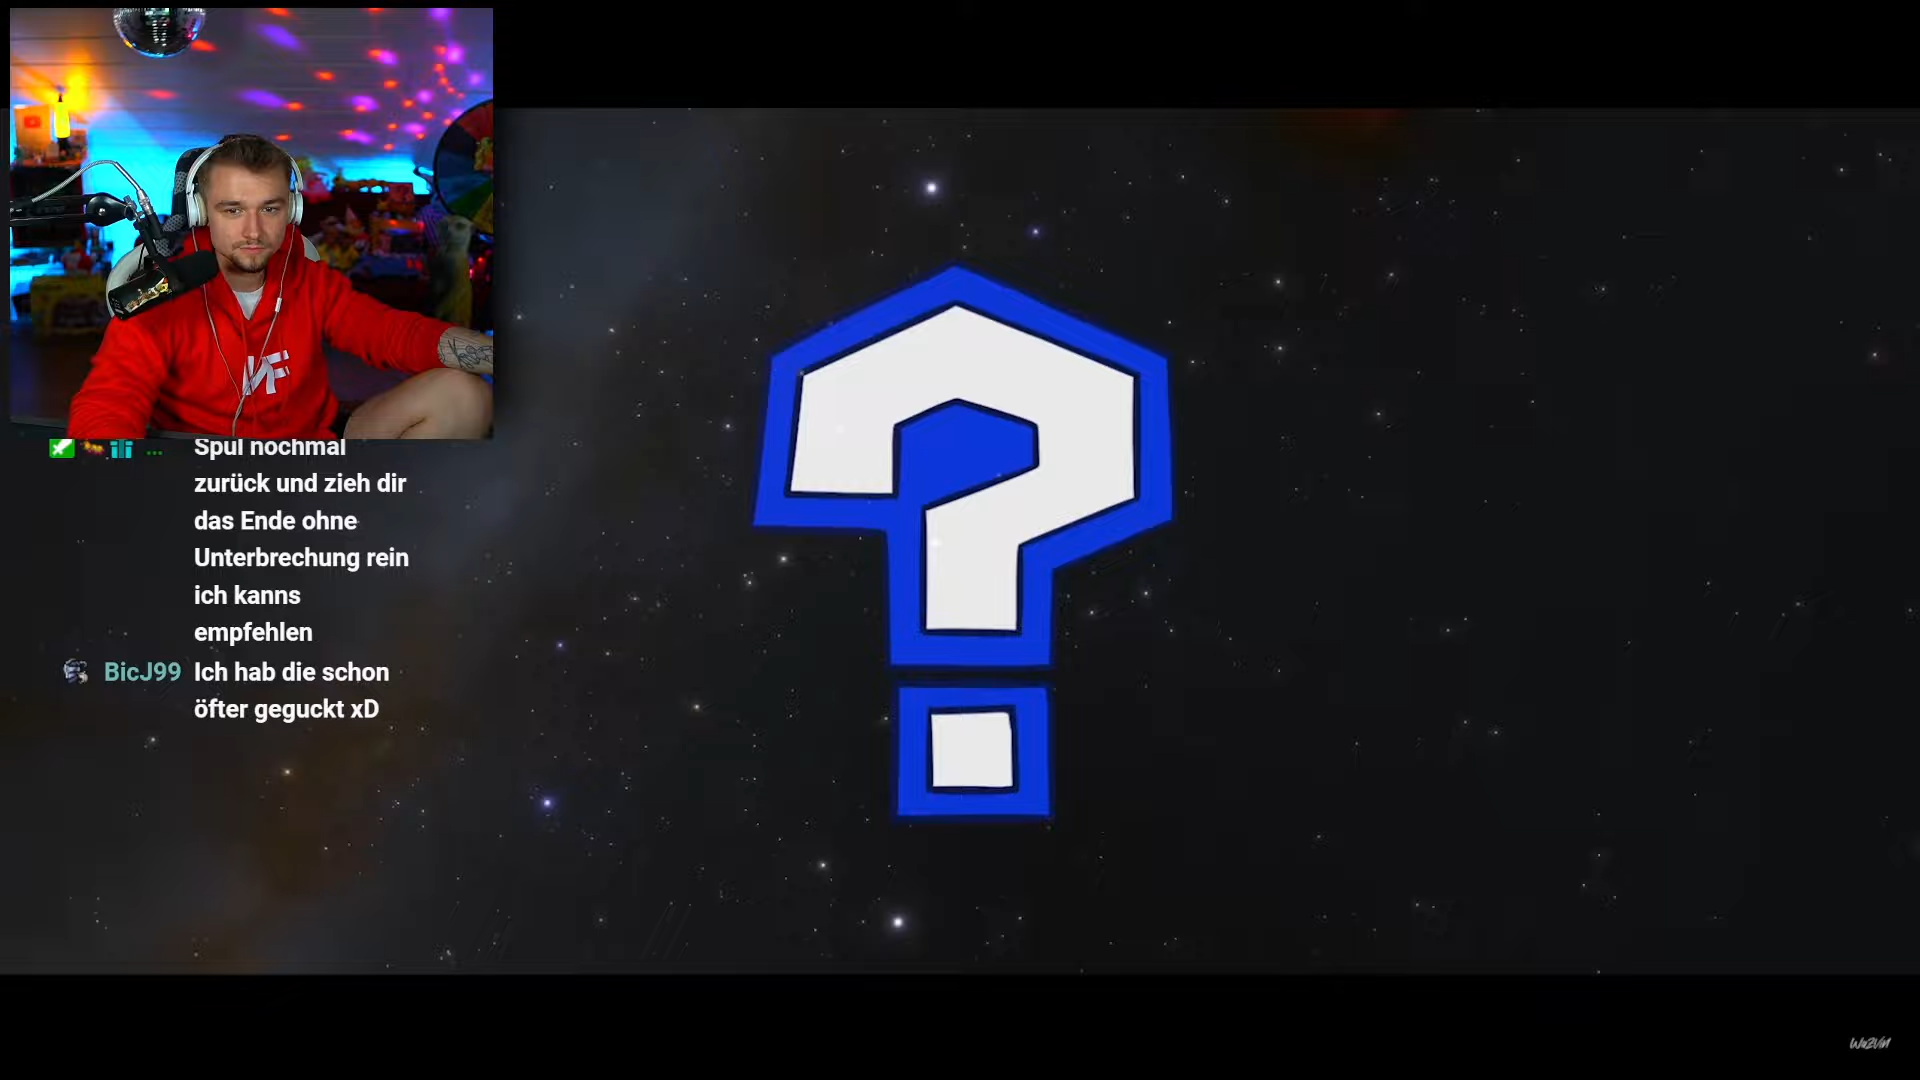 NF
?
...
Spul nochmal
zurück und zieh dir
das Ende ohne
Unterbrechung rein
ich kanns
empfehlen
BicJ99 Ich hab die schon
öfter geguckt xD